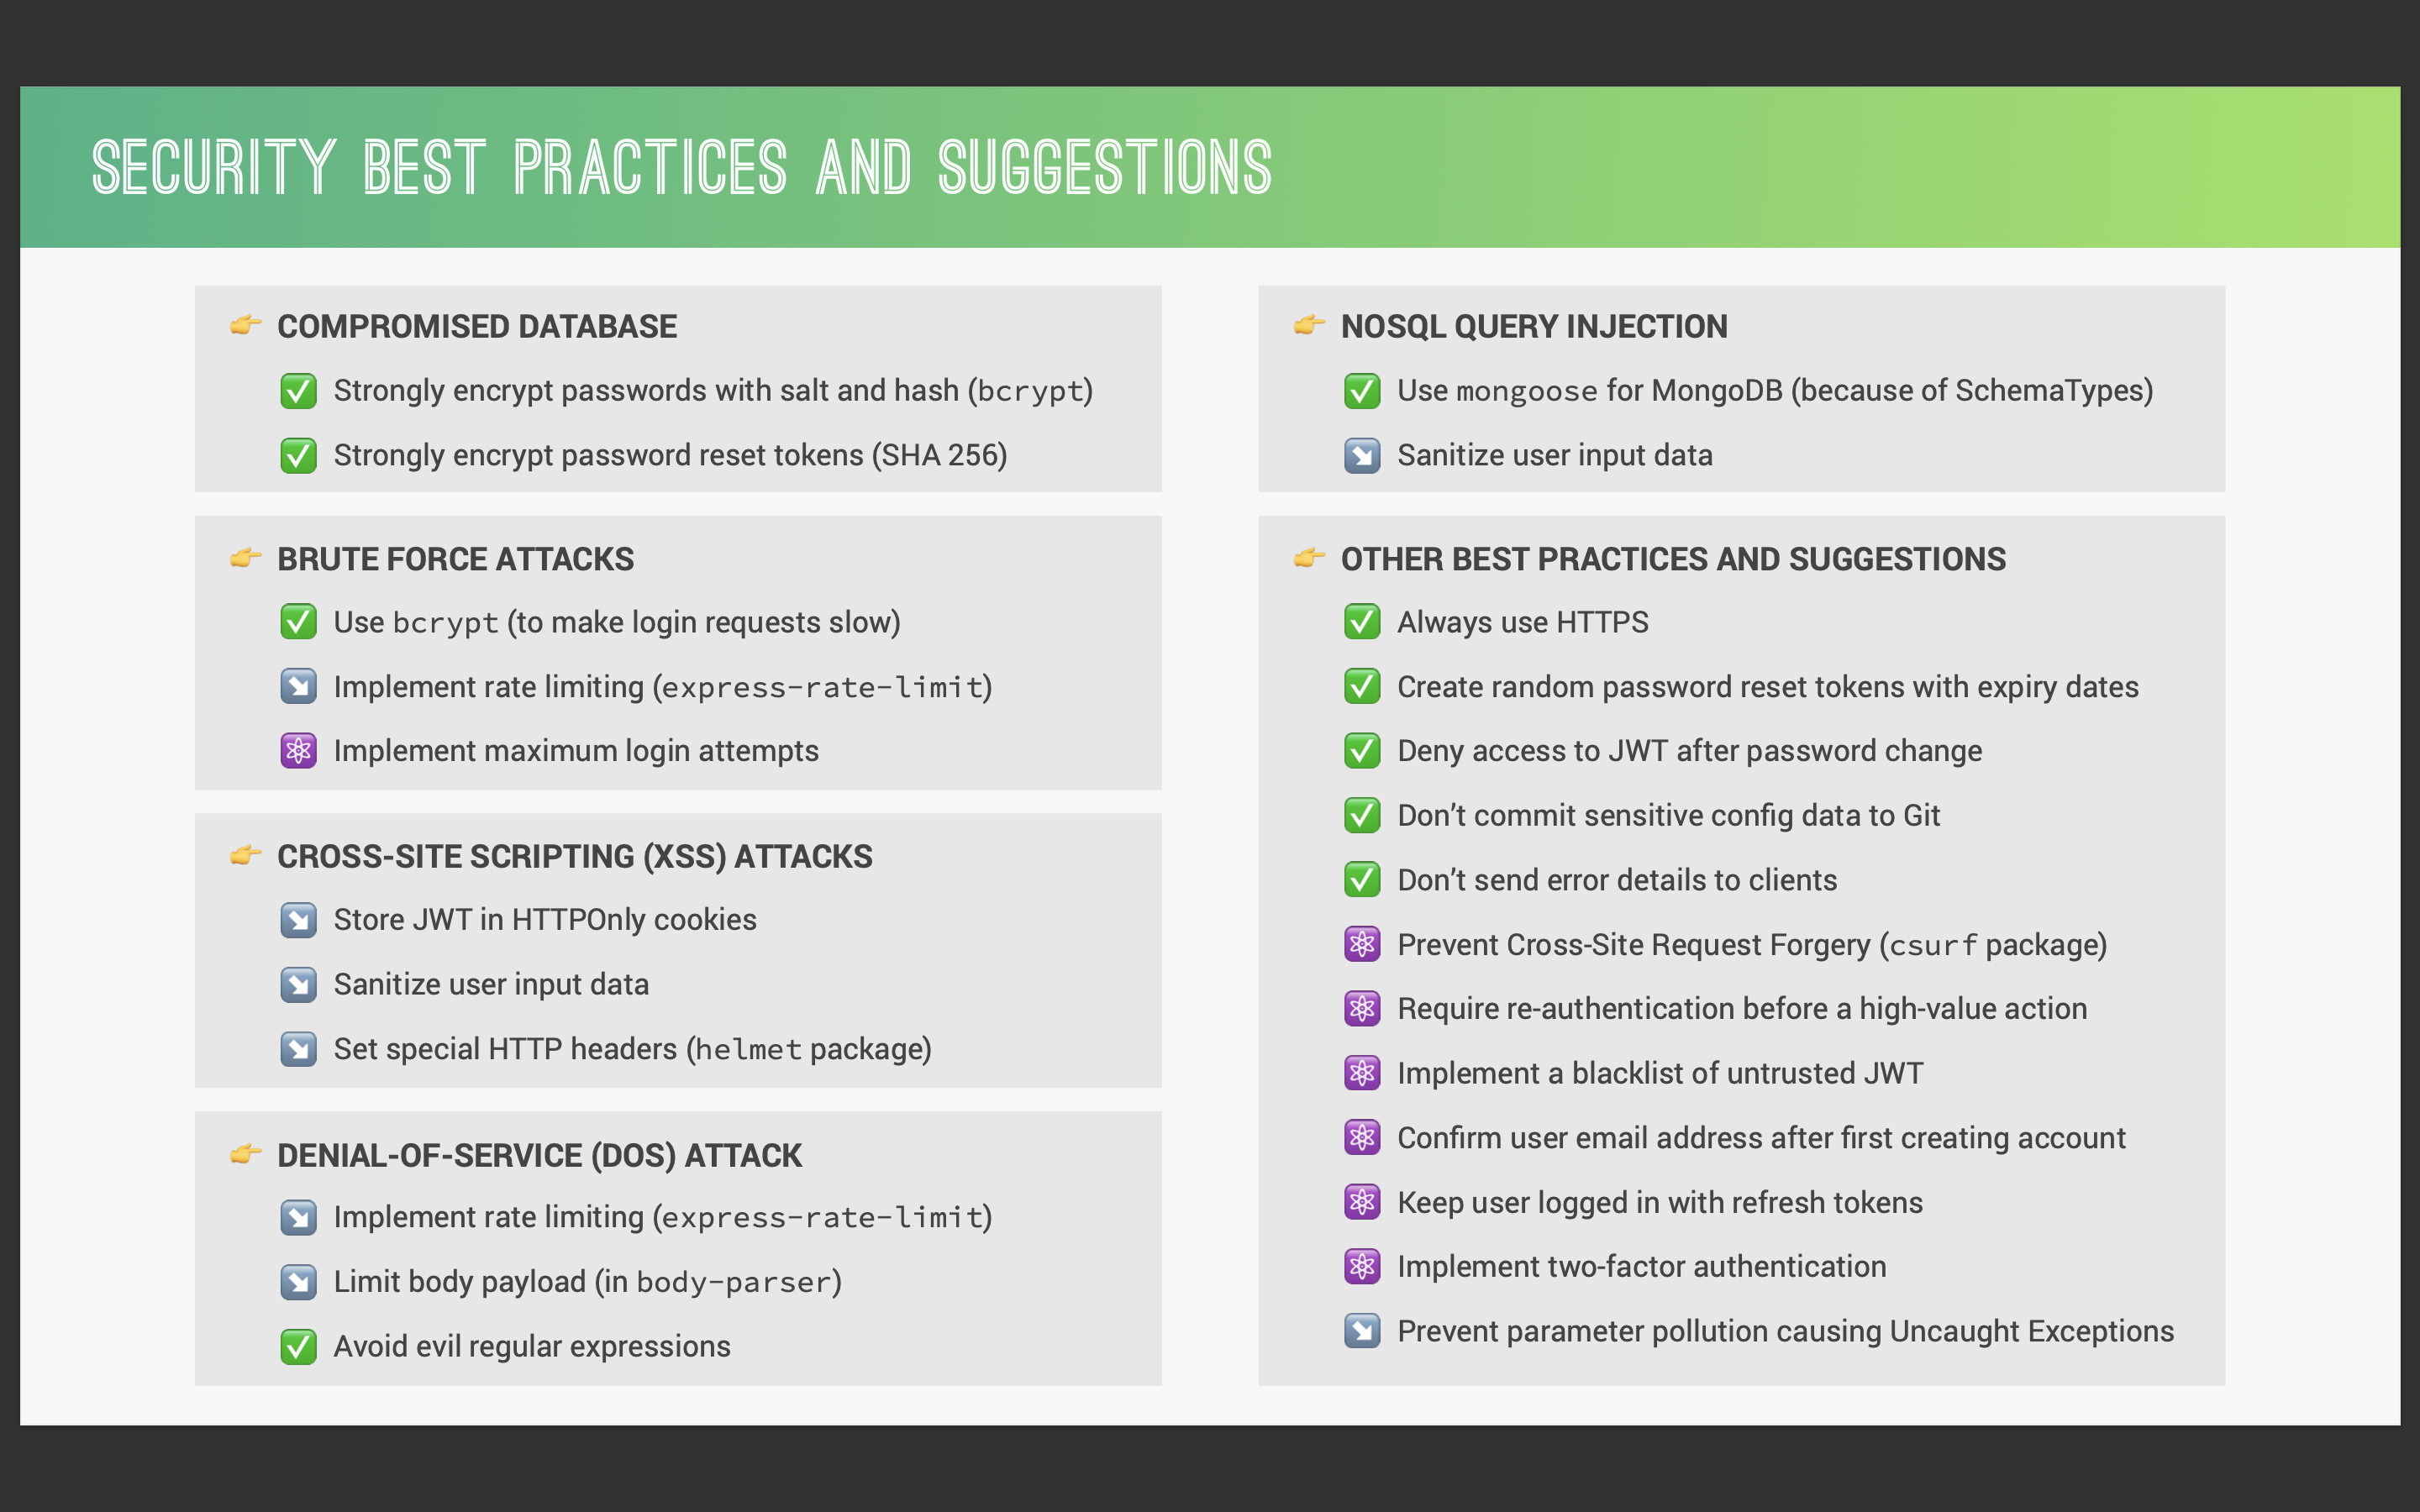 SECURITY BEST PRACTICES AND SUGGESTIONS
COMPROMISED DATABASE
Strongly encrypt passwords with salt and hash (bcrypt)
Strongly encrypt password reset tokens (SHA 256)
BRUTE FORCE ATTACKS
Use bcrypt (to make login requests slow)
Implement rate limiting (express-rate-limit)
Implement maximum login attempts
CROSS-SITE SCRIPTING (XSS) ATTACKS
Store JWT in HTTPOnly cookies
Sanitize user input data
Set special HTTP headers (helmet package)
DENIAL-OF-SERVICE (DOS) ATTACK
Implement rate limiting (express-rate-limit)
Limit body payload (in body-parser)
Avoid evil regular expressions
NOSQL QUERY INJECTION
Use mongoose for MongoDB (because of SchemaTypes)
Sanitize user input data
OTHER BEST PRACTICES AND SUGGESTIONS
Always use HTTPS
Create random password reset tokens with expiry dates
Deny access to JWT after password change
Don’t commit sensitive config data to Git
Don’t send error details to clients
Prevent Cross-Site Request Forgery (csurf package)
Require re-authentication before a high-value action
Implement a blacklist of untrusted JWT
Confirm user email address after first creating account
Keep user logged in with refresh tokens
Implement two-factor authentication
Prevent parameter pollution causing Uncaught Exceptions